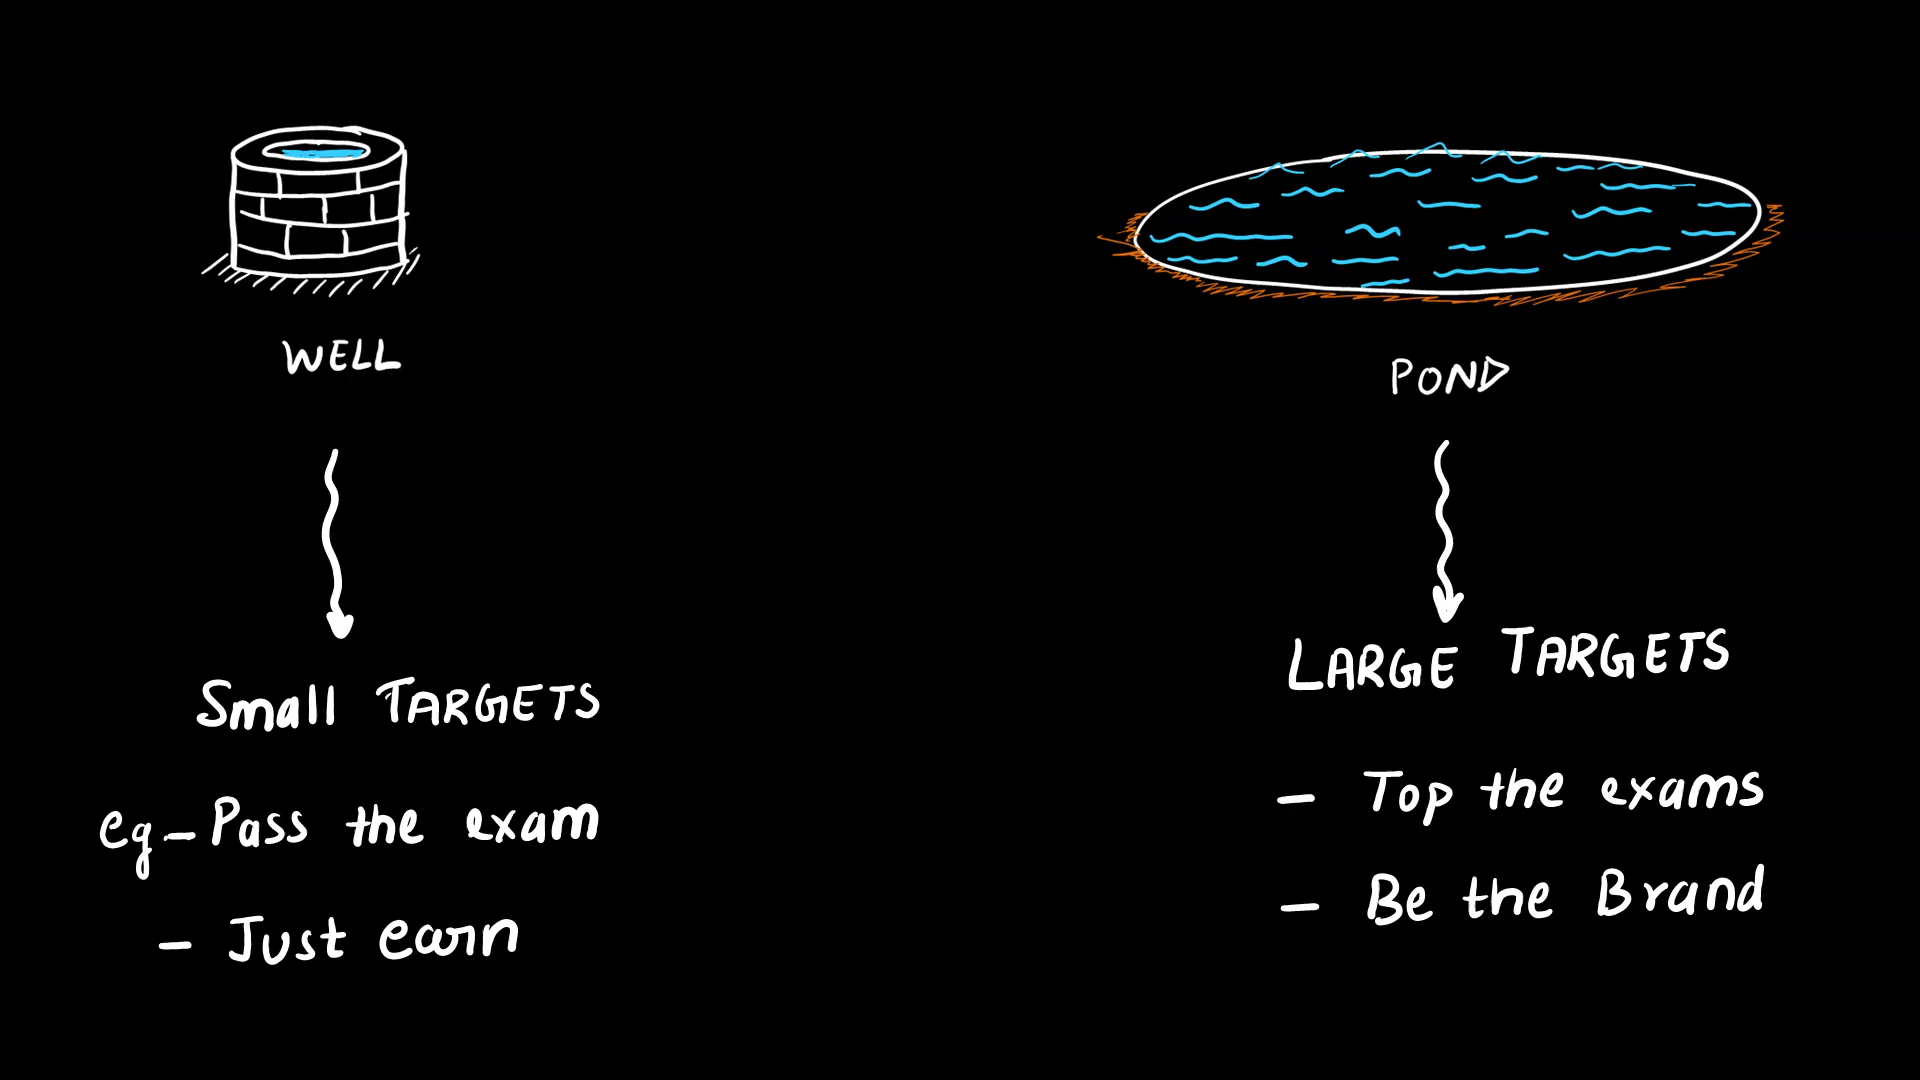 WELL
Small TARGETS
eg - Pass the exam
- Just earn
POND
LARGE TARGETS
- Top the exams
- Be the Brand